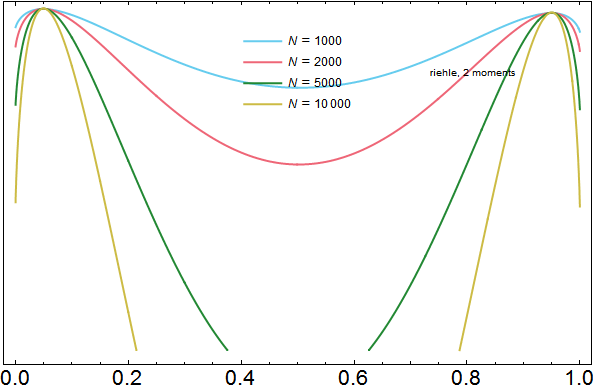 N = 1000
N = 2000
riehle, 2 moments
N = 5000
N = 10 000
0.0 0.2 0.4 0.6 0.8 1.0